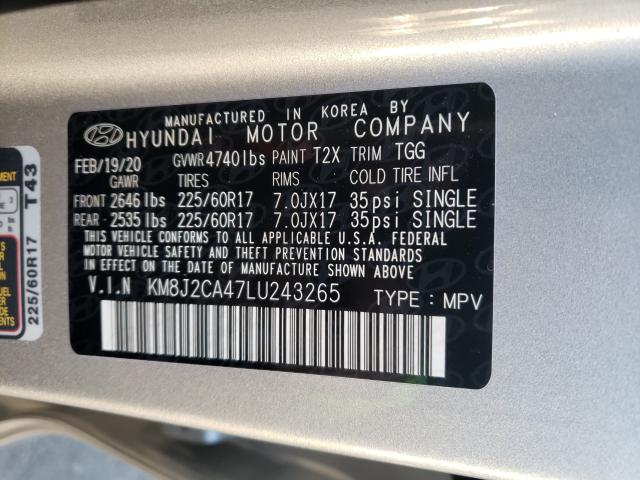 MANUFACTURED IN KOREA BY
HYUNDAI MOTOR COMPANY
FEB/19/20 GVWR4740lbs PAINT T2X TRIM TGG
GAWR TIRES RIMS COLD TIRE INFL
FRONT 2646lbs 225/60R17 7.0JX17 35psi SINGLE
REAR 2535lbs 225/60R17 7.0JX17 35psi SINGLE
THIS VEHICLE CONFORMS TO ALL APPLICABLE U.S.A. FEDERAL
MOTOR VEHICLE SAFETY AND THEFT PREVENTION STANDARDS
IN EFFECT ON THE DATE OF MANUFACTURE SHOWN ABOVE
V.I.N KM8J2CA47LU243265 TYPE : MPV
225/60R17 T43